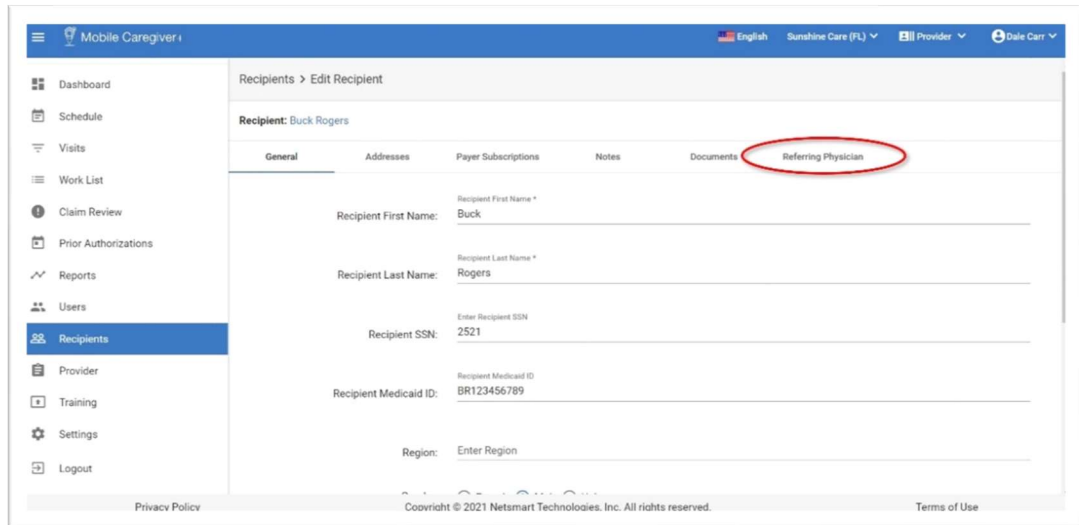 Mobile Caregiver
English
Sunshine Care (FL)
Provider
Dale Carr
Dashboard
Schedule
Visits
Work List
Claim Review
Prior Authorizations
Reports
Users
Recipients
Provider
Training
Settings
Logout
Recipients > Edit Recipient
Recipient: Buck Rogers
General Addresses Payer Subscriptions Notes Documents Referring Physician
Recipient First Name *
Recipient First Name: Buck
Recipient Last Name *
Recipient Last Name: Rogers
Enter Recipient SSN
Recipient SSN: 2521
Recipient Medicaid ID
Recipient Medicaid ID: BR123456789
Region: Enter Region
Privacy Policy
Copyright © 2021 Netsmart Technologies, Inc. All rights reserved.
Terms of Use